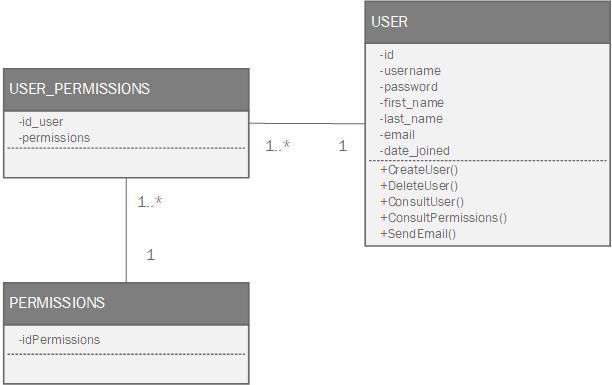 USER
-id
-username
-password
-first_name
-last_name
-email
-date_joined
+CreateUser()
+DeleteUser()
+ConsultUser()
+ConsultPermissions()
+SendEmail()
USER_PERMISSIONS
-id_user
-permissions
1..*
1
1..*
1
PERMISSIONS
-idPermissions